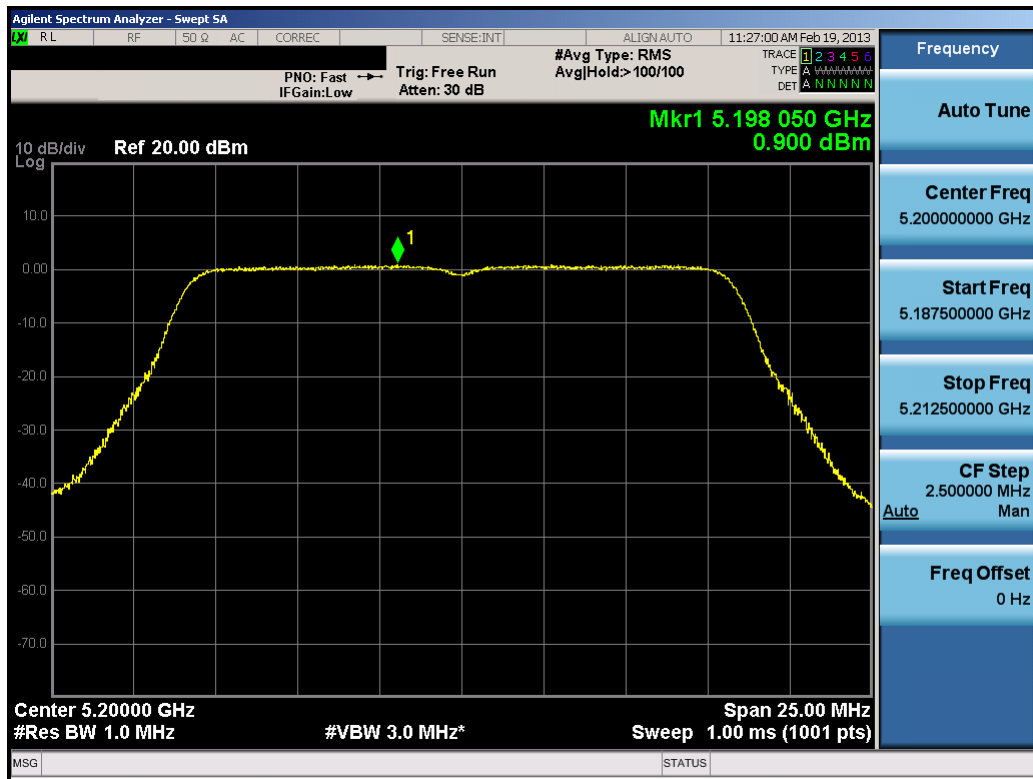 Agilent Spectrum Analyzer - Swept SA
LXI RL RF 50 Ω AC CORREC SENSE:INT ALIGN AUTO 11:27:00 AM Feb 19, 2013
PNO: Fast Trig: Free Run #Avg Type: RMS TRACE 1 2 3 4 5 6
IFGain:Low Atten: 30 dB Avg|Hold:>100/100 TYPE A WWWWW
DET A N N N N N
Mkr1 5.198 050 GHz
0.900 dBm
10 dB/div Ref 20.00 dBm
Log
1
10.0
0.00
-10.0
-20.0
-30.0
-40.0
-50.0
-60.0
-70.0
Center 5.20000 GHz Span 25.00 MHz
#Res BW 1.0 MHz #VBW 3.0 MHz* Sweep 1.00 ms (1001 pts)
MSG STATUS
Frequency
Auto Tune
Center Freq
5.200000000 GHz
Start Freq
5.187500000 GHz
Stop Freq
5.212500000 GHz
CF Step
2.500000 MHz
Auto Man
Freq Offset
0 Hz